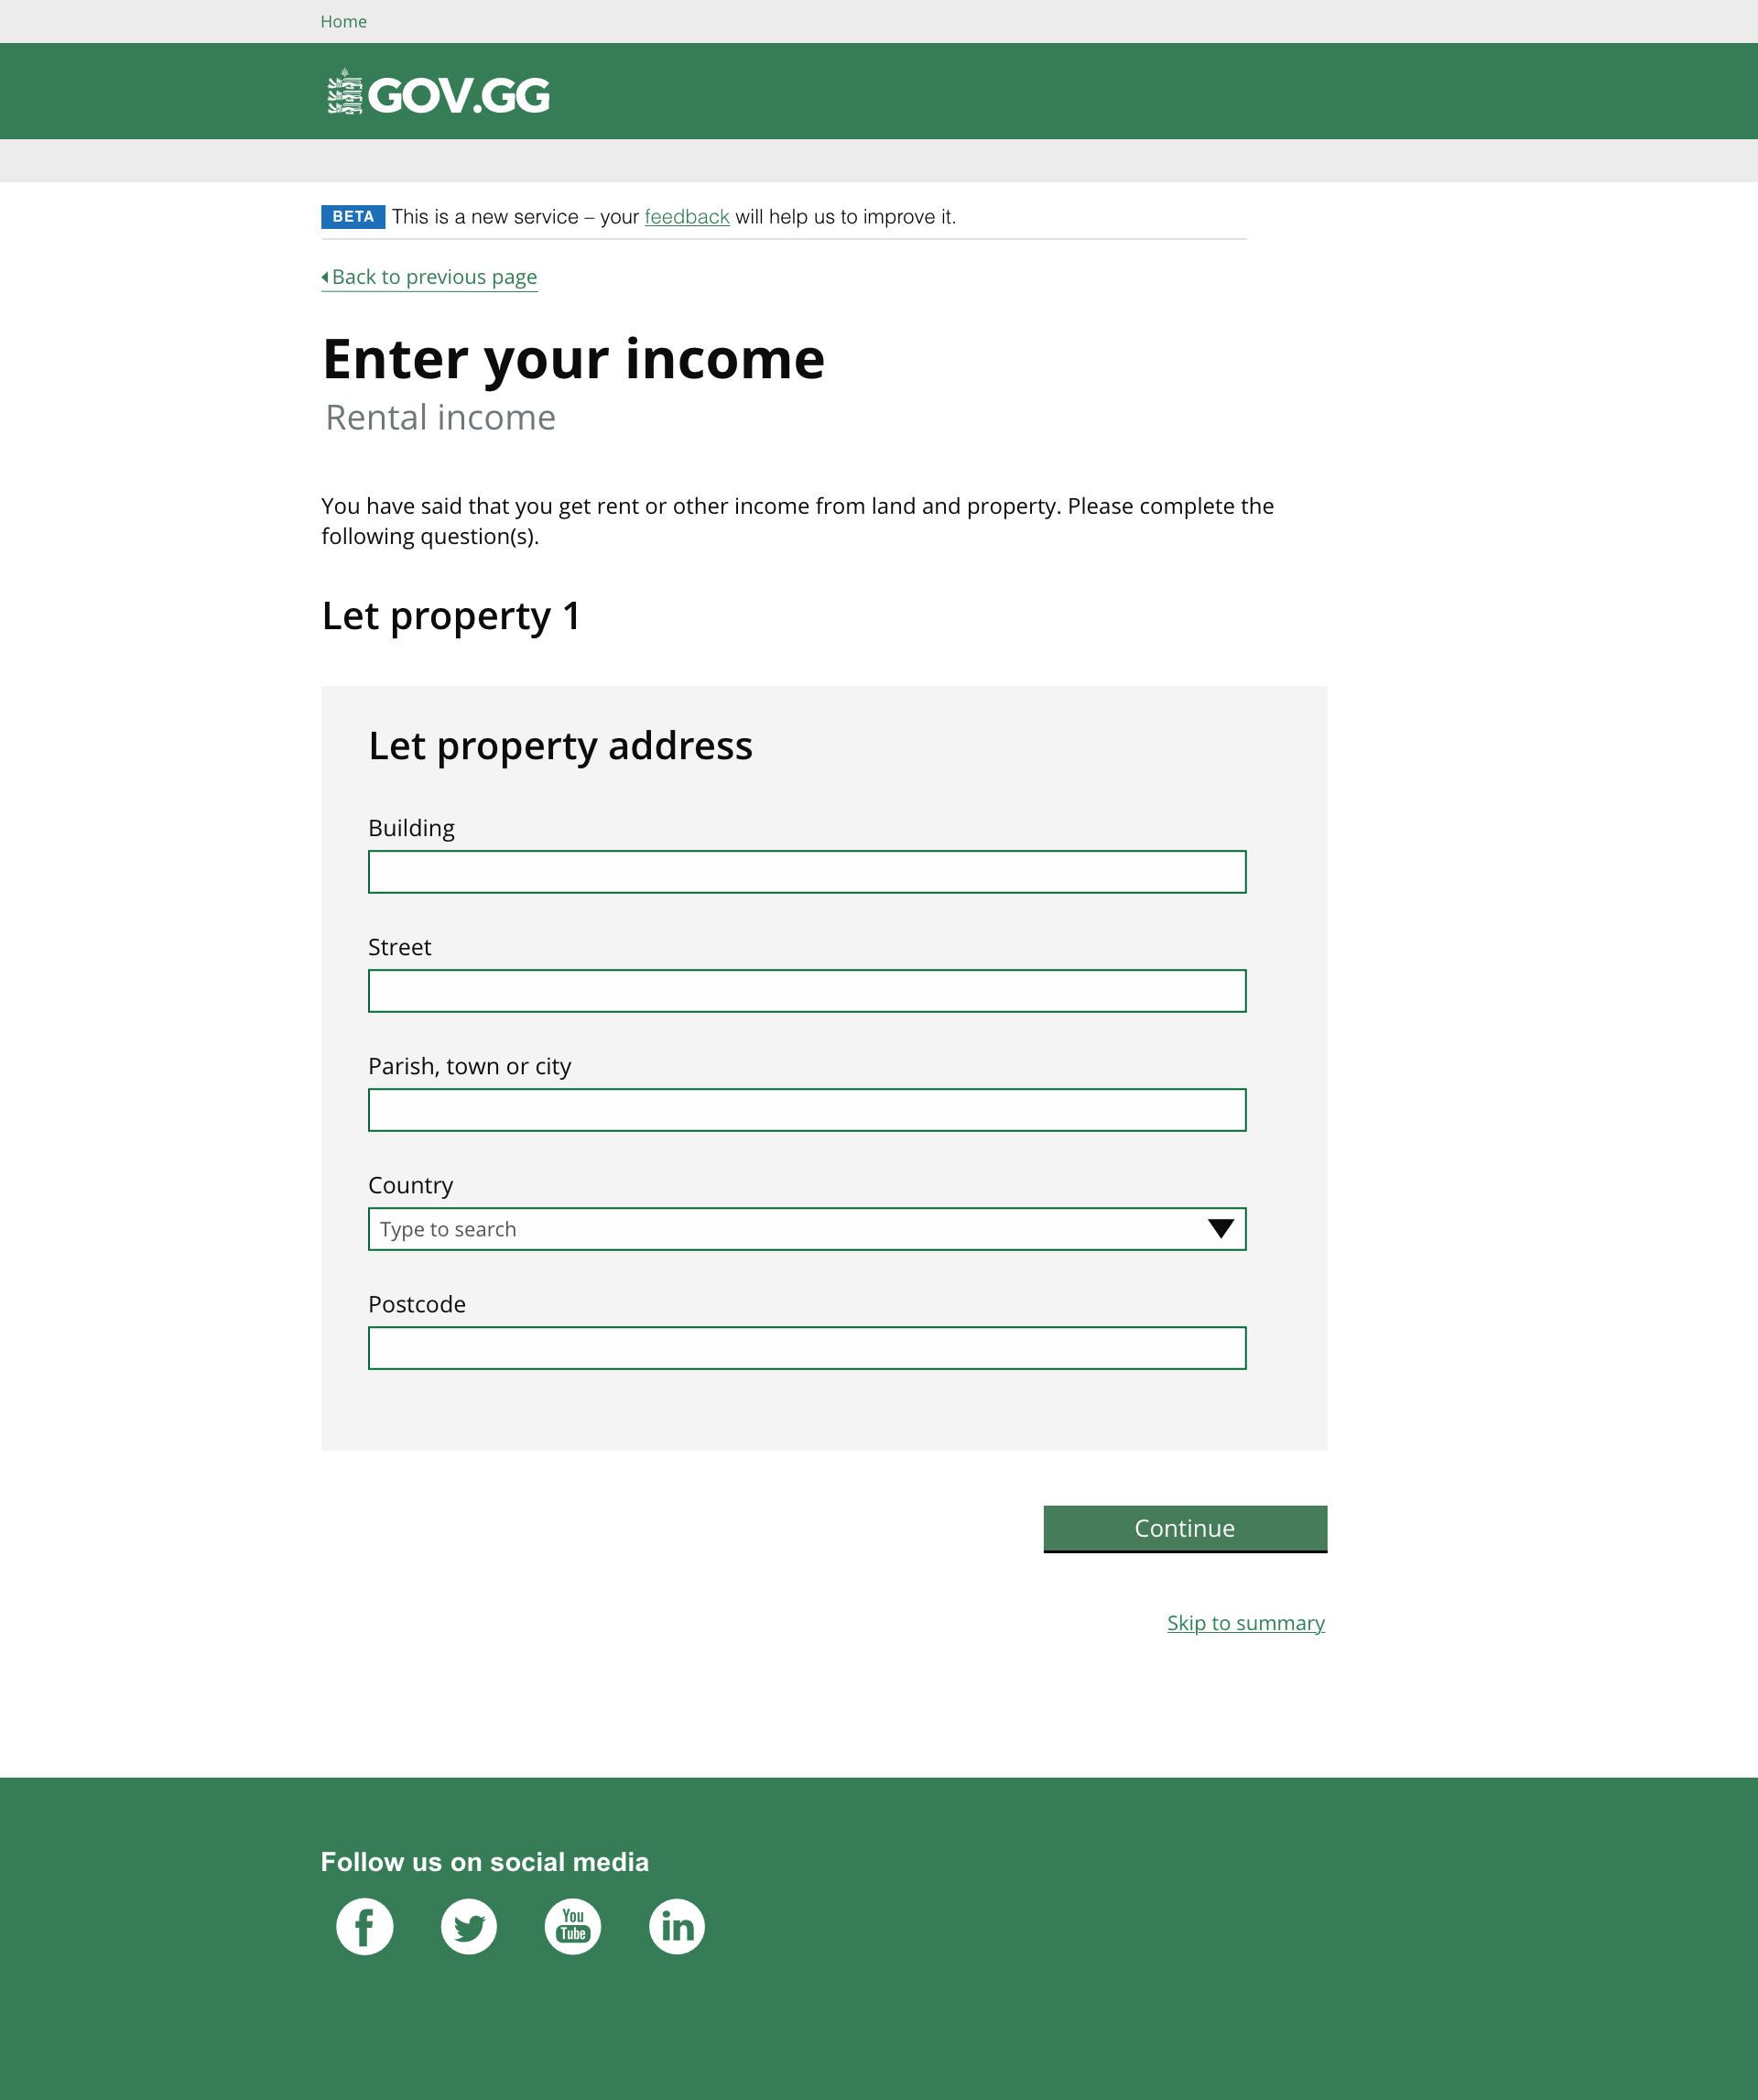 Home
GOV.GG
BETA This is a new service – your feedback will help us to improve it.
Back to previous page
Enter your income
Rental income
You have said that you get rent or other income from land and property. Please complete the
following question(s).
Let property 1
Let property address
Building
Street
Parish, town or city
Country
Type to search
Postcode
Continue
Skip to summary
Follow us on social media
f You Tube in